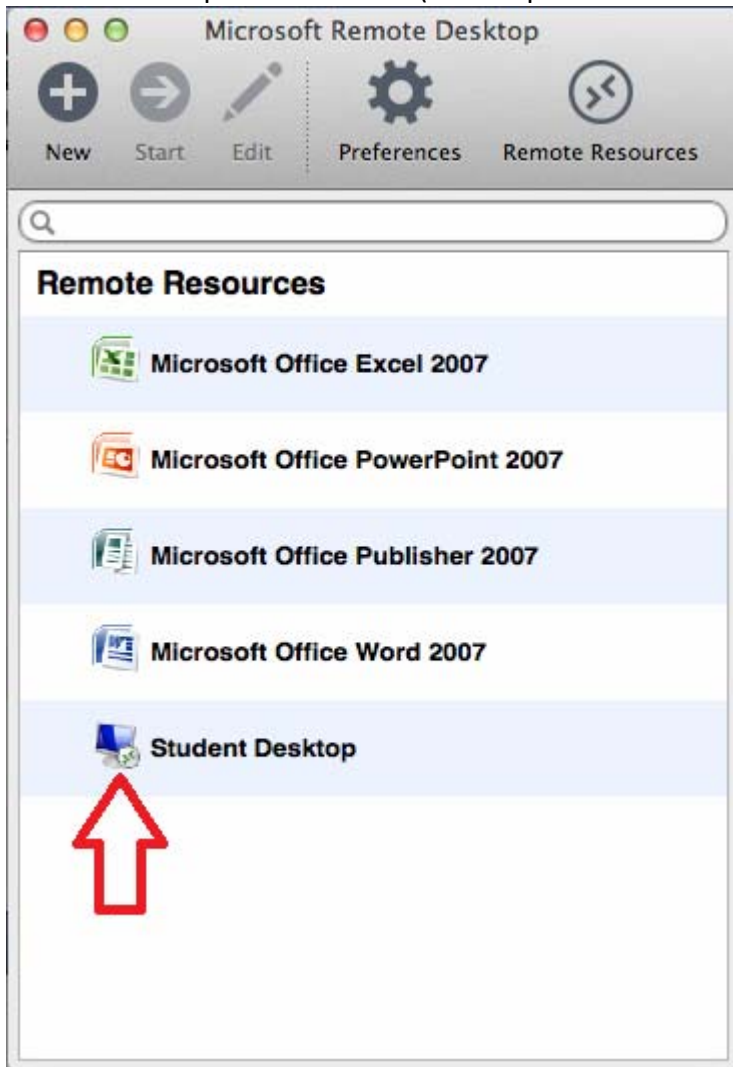 Microsoft Remote Desktop
New Start Edit Preferences Remote Resources
Remote Resources
Microsoft Office Excel 2007
Microsoft Office PowerPoint 2007
Microsoft Office Publisher 2007
Microsoft Office Word 2007
Student Desktop